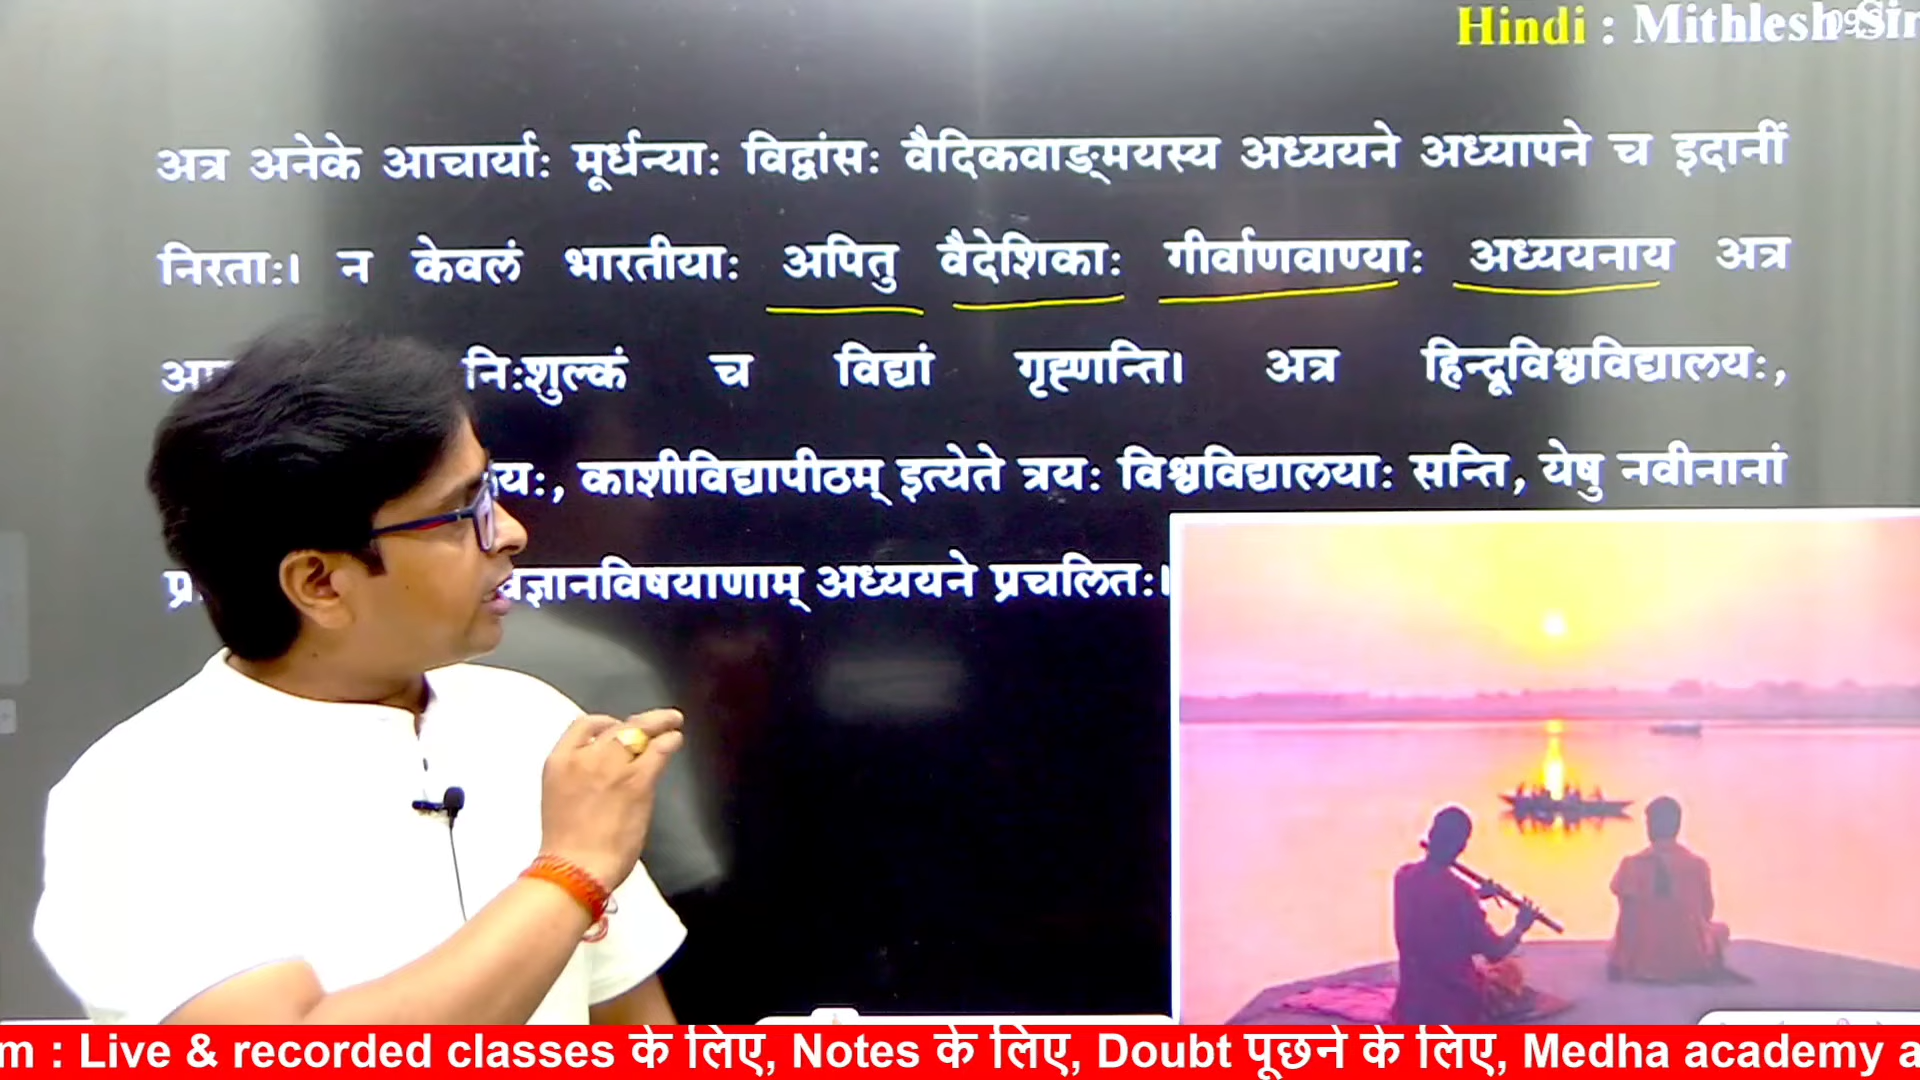 Hindi : Mithlesh Sir
अत्र अनेके आचार्याः मूर्धन्याः विद्वांसः वैदिकवाङ्मयस्य अध्ययने अध्यापने च इदानीं
निरताः। न केवलं भारतीयाः अपितु वैदेशिकाः गीर्वाणवाण्याः अध्ययनाय अत्र
निःशुल्कं च विद्यां गृह्णन्ति। अत्र हिन्दूविश्वविद्यालयः,
काशीविद्यापीठम् इत्येते त्रयः विश्वविद्यालयाः सन्ति, येषु नवीनानां
अध्ययने प्रचलितः।
m : Live & recorded classes के लिए, Notes के लिए, Doubt पूछने के लिए, Medha academy a